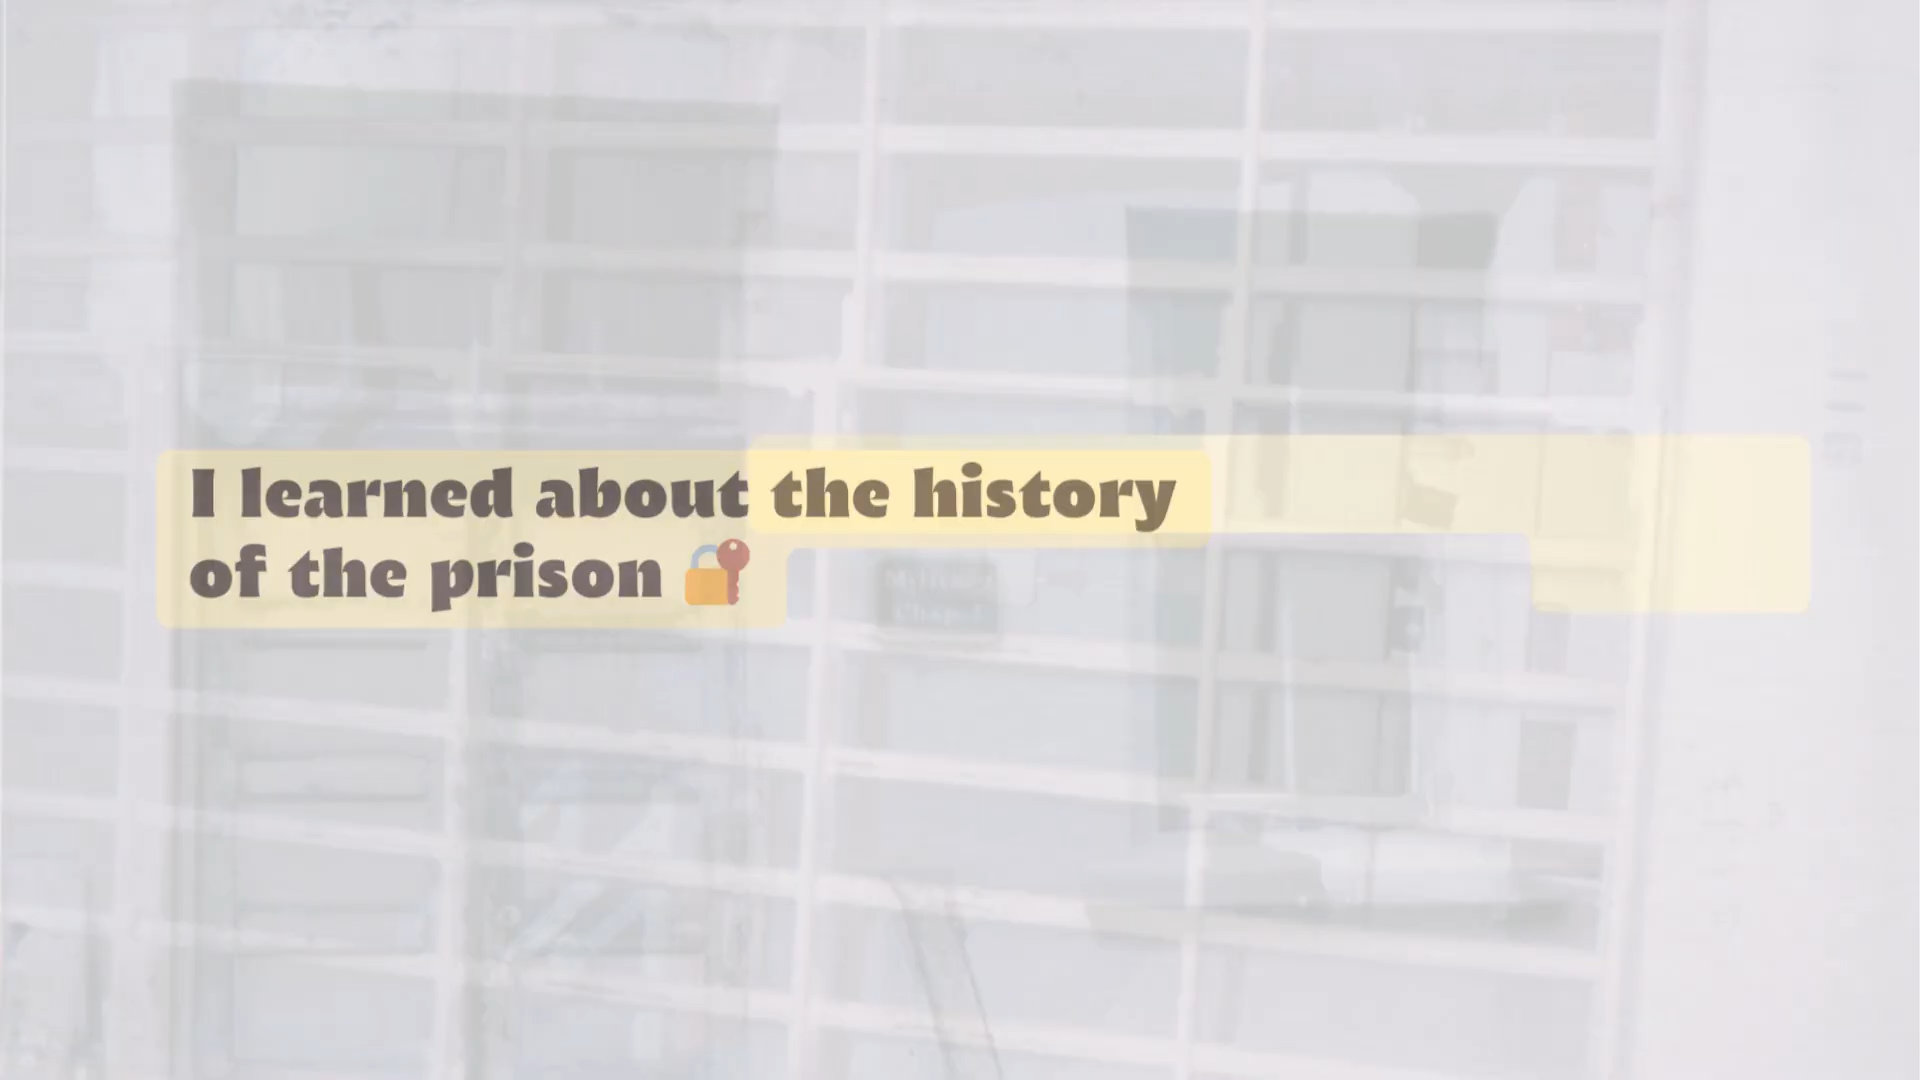 I learned about the history
of the prison 🔐